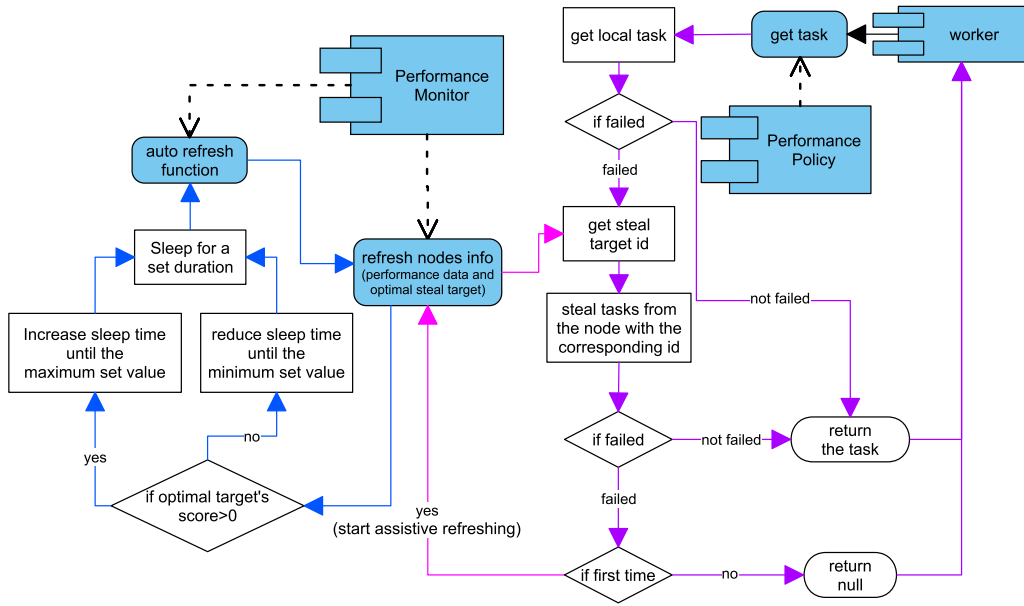 get local task
get task
worker
Performance
Monitor
if failed
Performance
Policy
auto refresh
function
failed
get steal
target id
Sleep for a
set duration
refresh nodes info
(performance data and
optimal steal target)
not failed
steal tasks from
the node with the
corresponding id
Increase sleep time
until the
maximum set value
reduce sleep time
until the
minimum set value
return
the task
if failed
not failed
no
yes
if optimal target's
score>0
failed
yes
(start assistive refreshing)
if first time
no
return
null